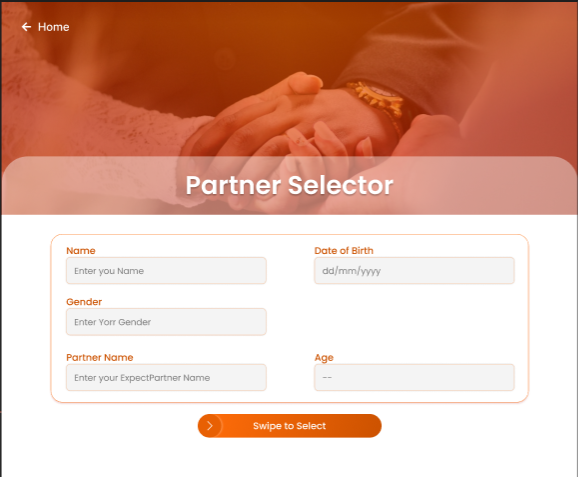 Home
Partner Selector
Name
Date of Birth
Enter you Name
dd/mm/yyyy
Gender
Enter Yorr Gender
Partner Name
Age
Enter your ExpectPartner Name
--
Swipe to Select